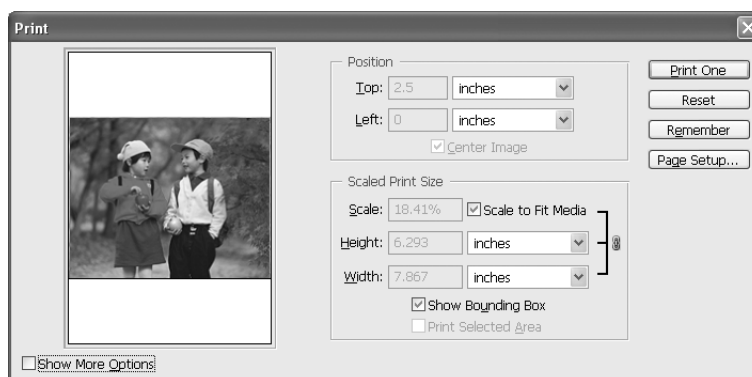 Print
Position
Top: 2.5 inches
Left: 0 inches
Center Image
Scaled Print Size
Scale: 18.41% Scale to Fit Media
Height: 6.293 inches
Width: 7.867 inches
Show Bounding Box
Print Selected Area
Print One
Reset
Remember
Page Setup...
Show More Options